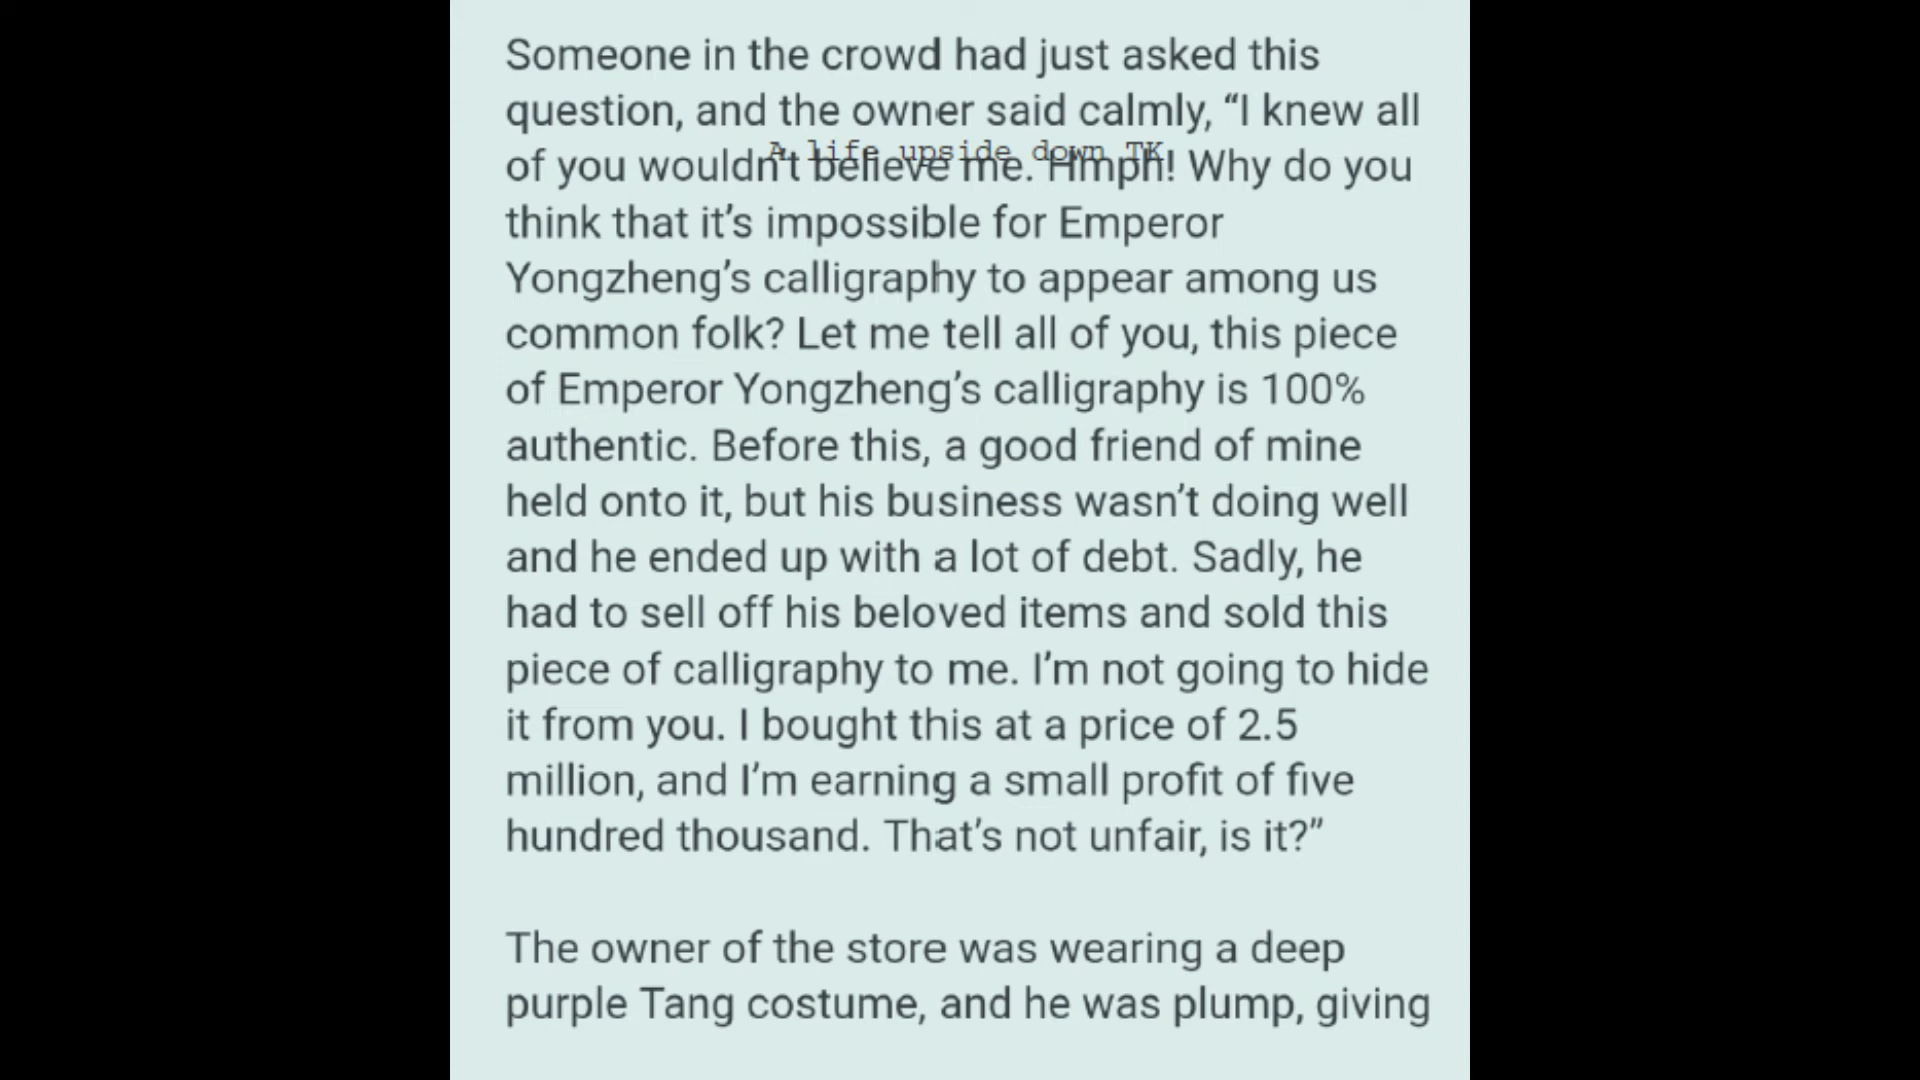 Someone in the crowd had just asked this
question, and the owner said calmly, “I knew all
A life upside down TK
of you wouldn’t believe me. Hmph! Why do you
think that it’s impossible for Emperor
Yongzheng’s calligraphy to appear among us
common folk? Let me tell all of you, this piece
of Emperor Yongzheng’s calligraphy is 100%
authentic. Before this, a good friend of mine
held onto it, but his business wasn’t doing well
and he ended up with a lot of debt. Sadly, he
had to sell off his beloved items and sold this
piece of calligraphy to me. I’m not going to hide
it from you. I bought this at a price of 2.5
million, and I’m earning a small profit of five
hundred thousand. That’s not unfair, is it?”
The owner of the store was wearing a deep
purple Tang costume, and he was plump, giving